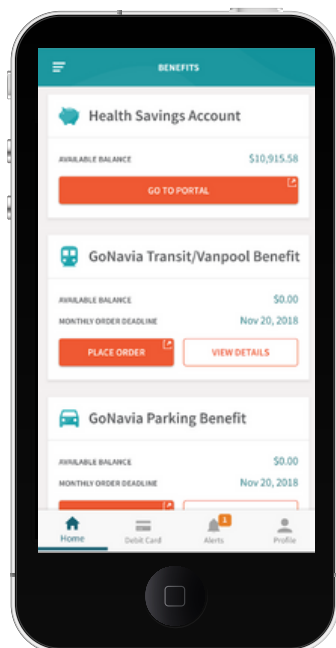 BENEFITS
Health Savings Account
AVAILABLE BALANCE $10,915.58
GO TO PORTAL
GoNavia Transit/Vanpool Benefit
AVAILABLE BALANCE $0.00
MONTHLY ORDER DEADLINE Nov 20, 2018
PLACE ORDER VIEW DETAILS
GoNavia Parking Benefit
AVAILABLE BALANCE $0.00
MONTHLY ORDER DEADLINE Nov 20, 2018
1
Home Debit Card Alerts Profile